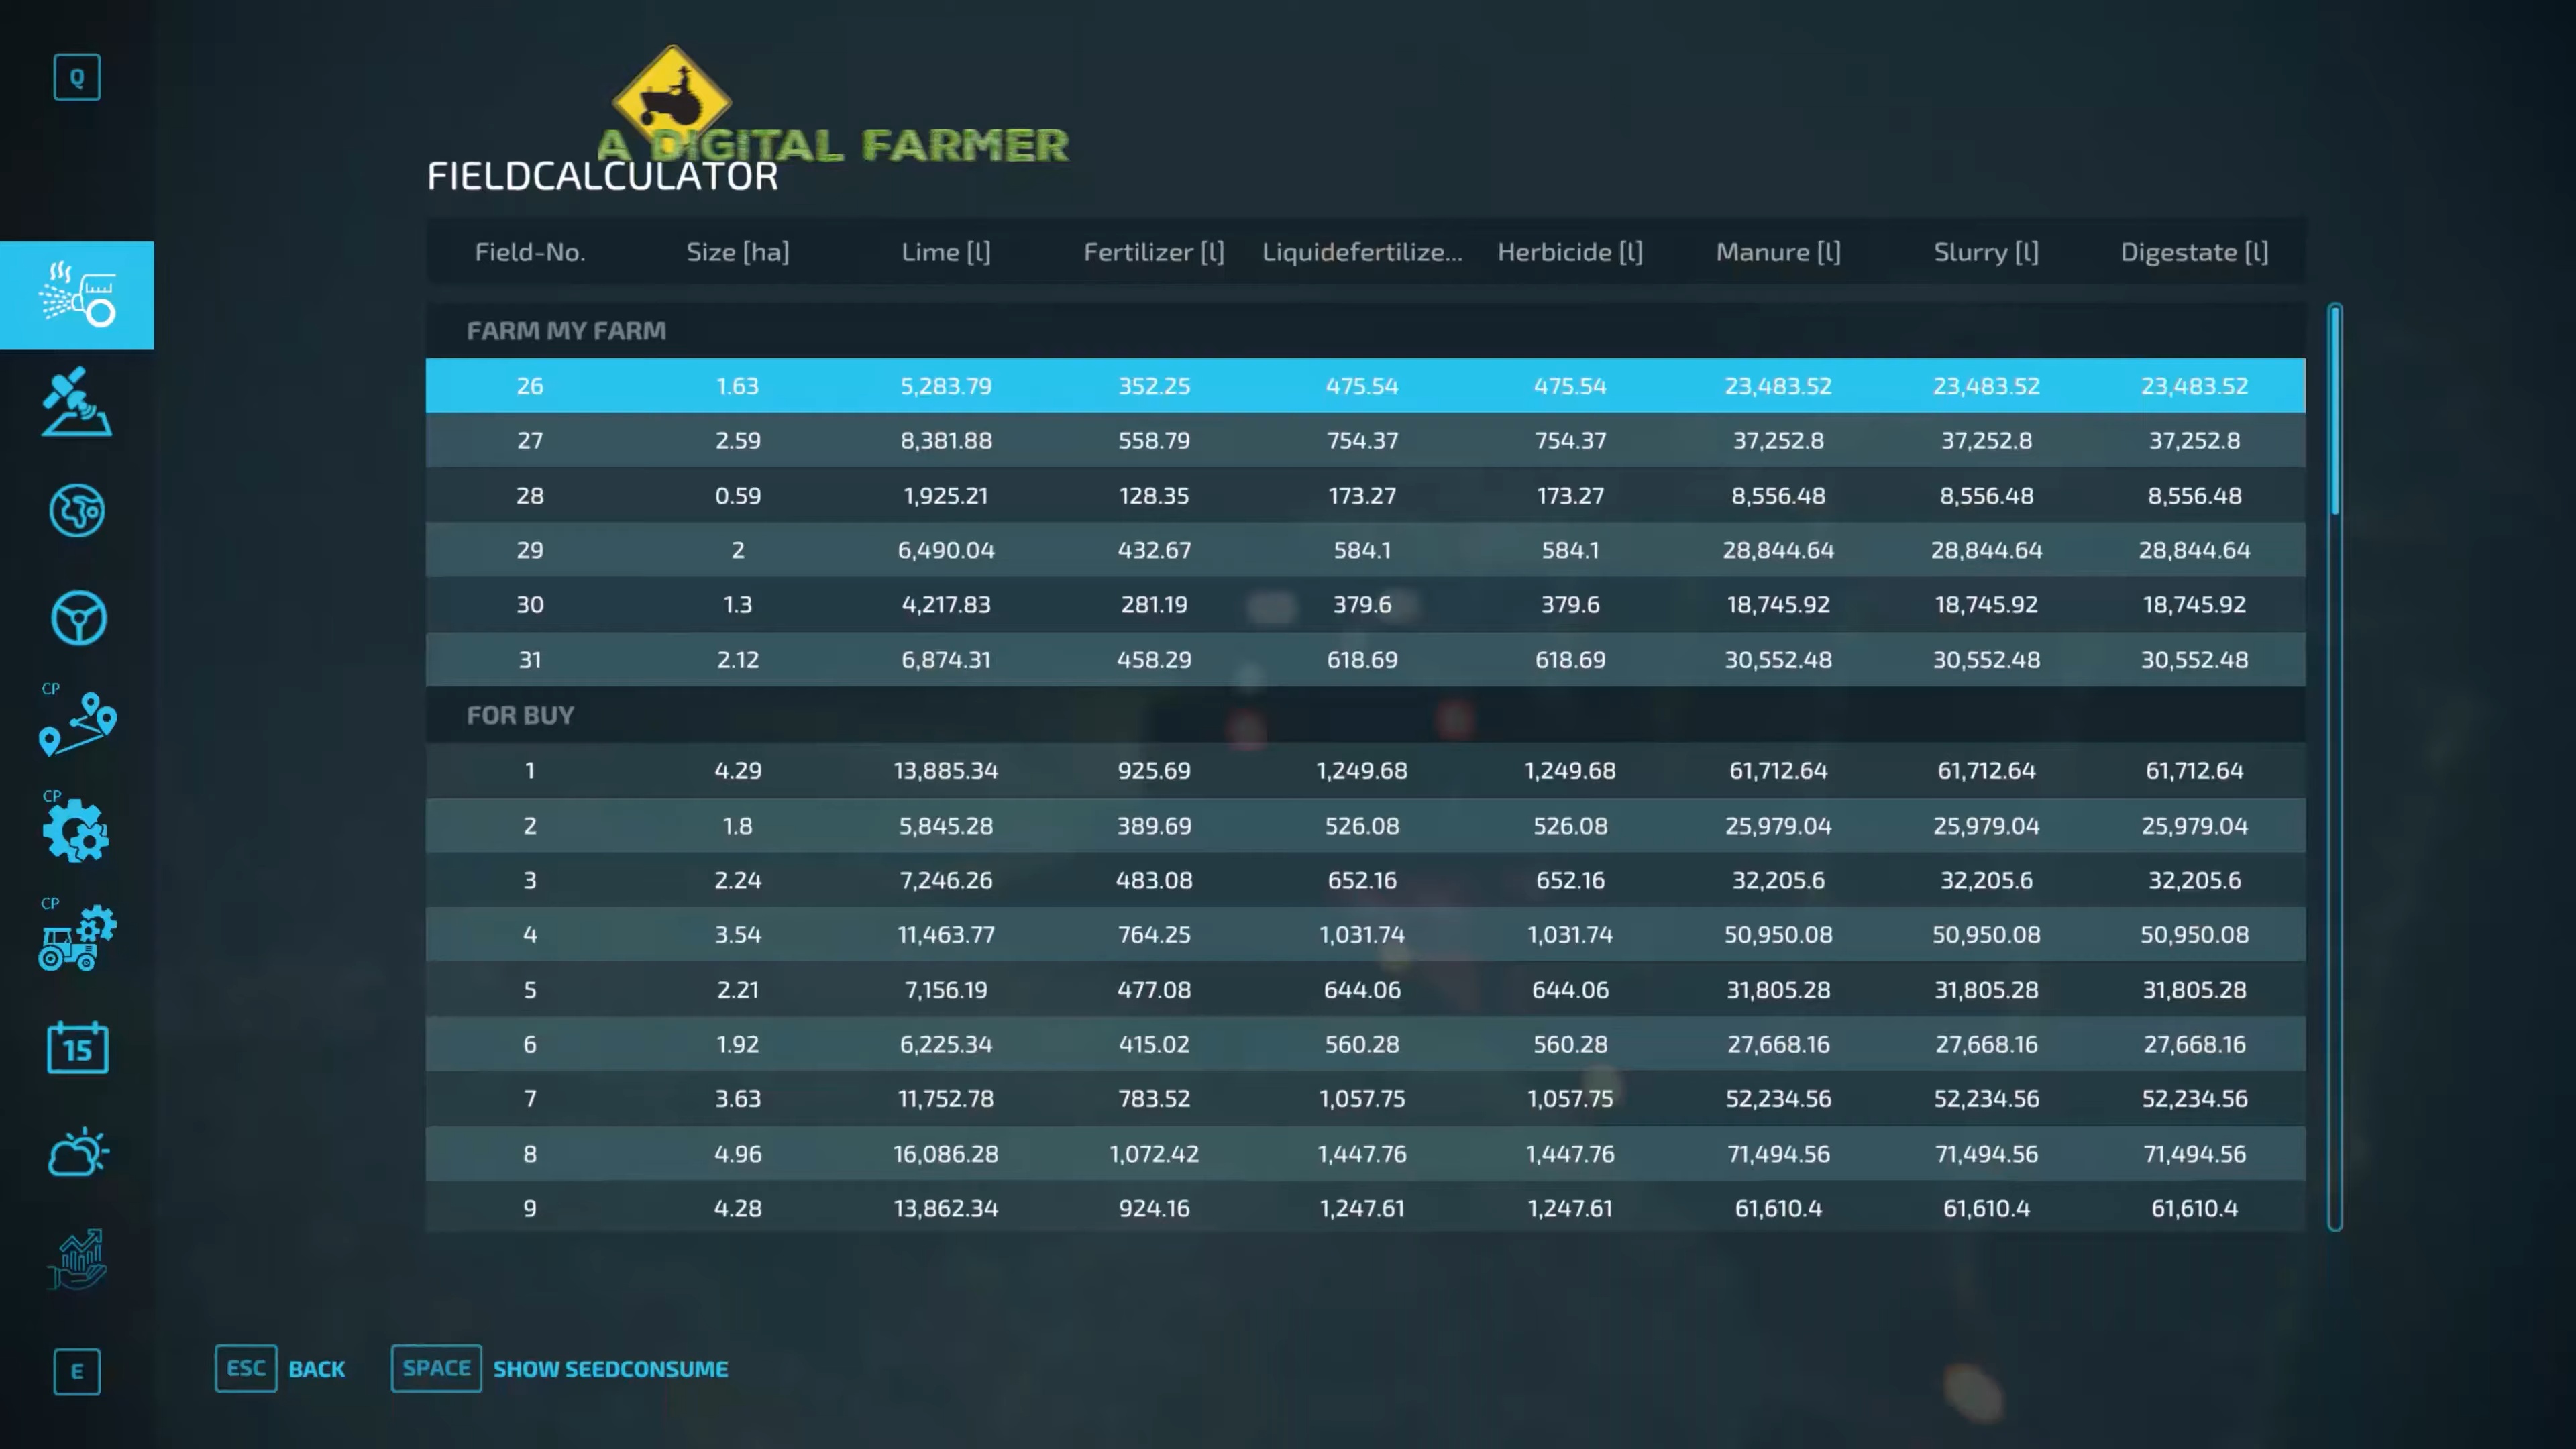 Q
A DIGITAL FARMER
FIELDCALCULATOR
Field-No. Size [ha] Lime [l] Fertilizer [l] Liquidefertilize... Herbicide [l] Manure [l] Slurry [l] Digestate [l]
FARM MY FARM
26 1.63 5,283.79 352.25 475.54 475.54 23,483.52 23,483.52 23,483.52
27 2.59 8,381.88 558.79 754.37 754.37 37,252.8 37,252.8 37,252.8
28 0.59 1,925.21 128.35 173.27 173.27 8,556.48 8,556.48 8,556.48
29 2 6,490.04 432.67 584.1 584.1 28,844.64 28,844.64 28,844.64
30 1.3 4,217.83 281.19 379.6 379.6 18,745.92 18,745.92 18,745.92
31 2.12 6,874.31 458.29 618.69 618.69 30,552.48 30,552.48 30,552.48
FOR BUY
1 4.29 13,885.34 925.69 1,249.68 1,249.68 61,712.64 61,712.64 61,712.64
2 1.8 5,845.28 389.69 526.08 526.08 25,979.04 25,979.04 25,979.04
3 2.24 7,246.26 483.08 652.16 652.16 32,205.6 32,205.6 32,205.6
4 3.54 11,463.77 764.25 1,031.74 1,031.74 50,950.08 50,950.08 50,950.08
5 2.21 7,156.19 477.08 644.06 644.06 31,805.28 31,805.28 31,805.28
6 1.92 6,225.34 415.02 560.28 560.28 27,668.16 27,668.16 27,668.16
7 3.63 11,752.78 783.52 1,057.75 1,057.75 52,234.56 52,234.56 52,234.56
8 4.96 16,086.28 1,072.42 1,447.76 1,447.76 71,494.56 71,494.56 71,494.56
9 4.28 13,862.34 924.16 1,247.61 1,247.61 61,610.4 61,610.4 61,610.4
CP
CP
CP
15
E
ESC BACK SPACE SHOW SEEDCONSUME